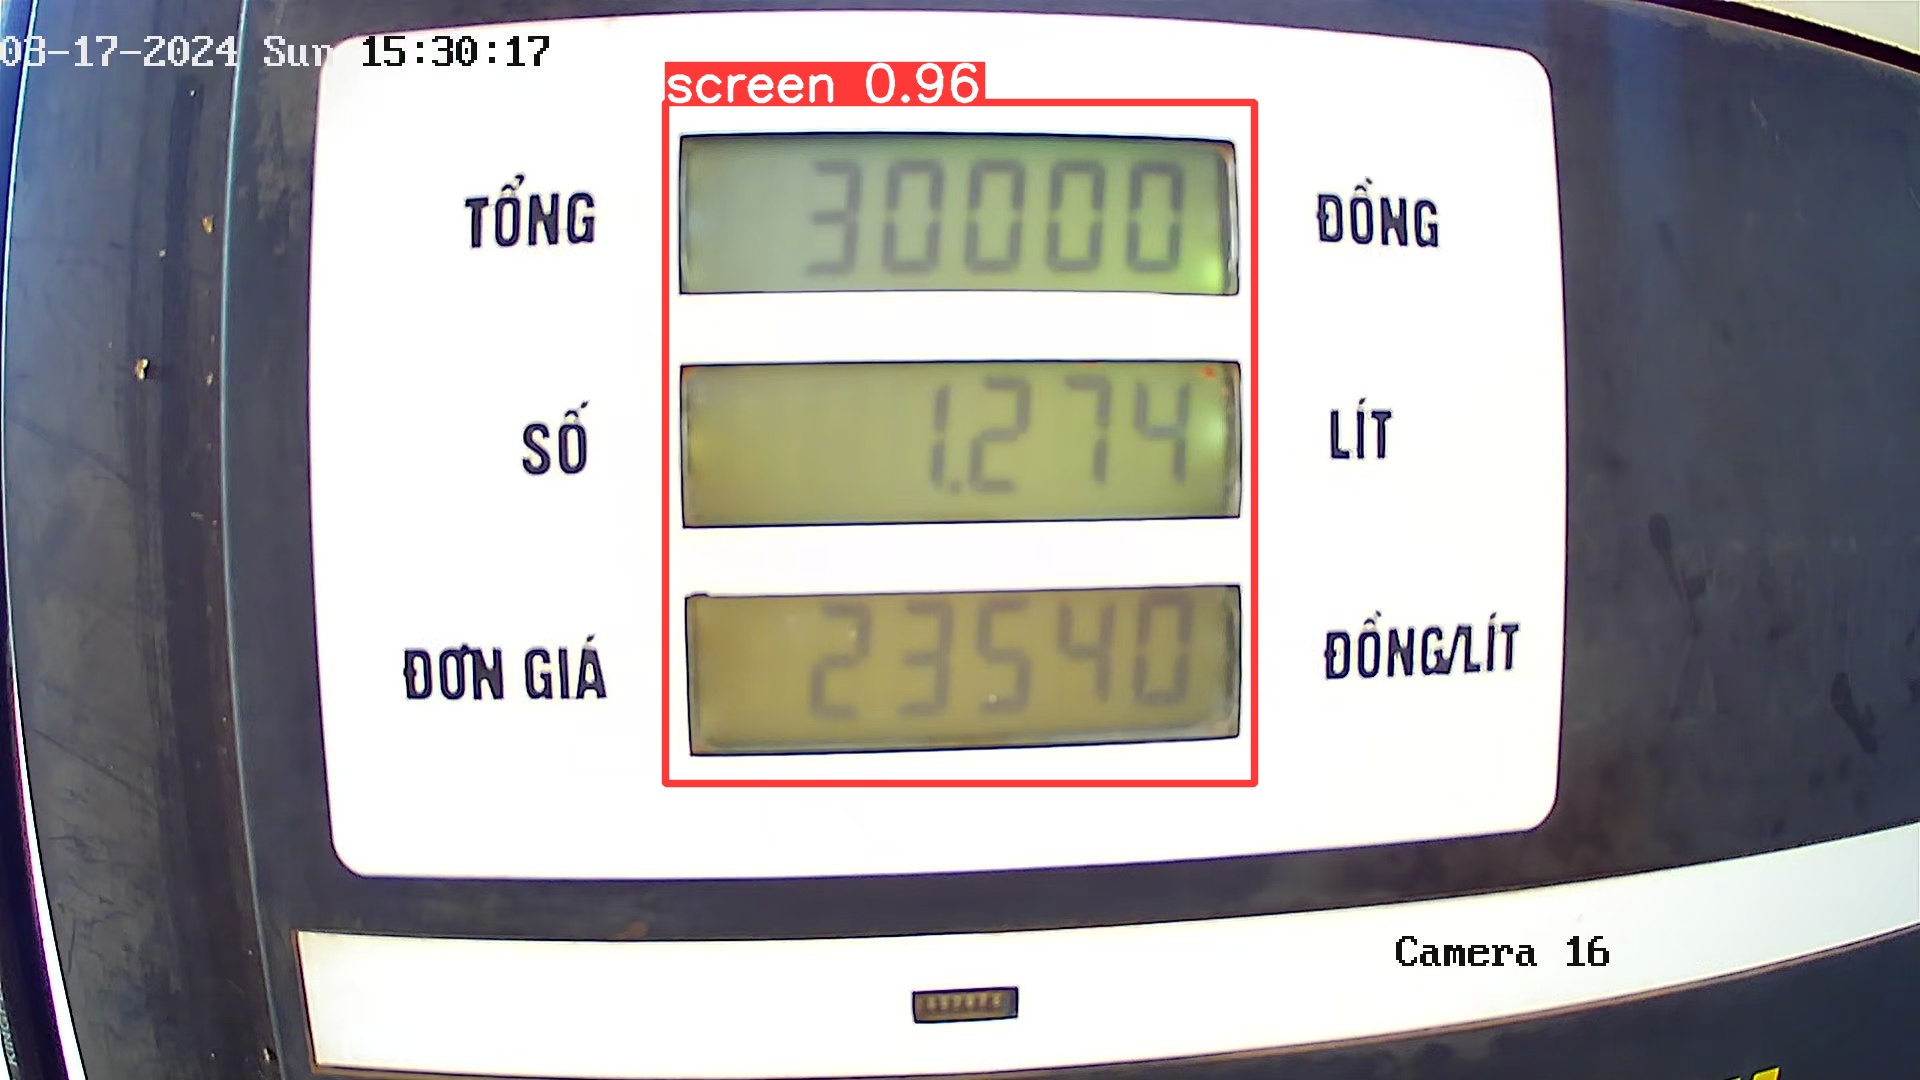 03-17-2024 Sun 15:30:17
screen 0.96
TỔNG 30000 ĐỒNG
SỐ 1.274 LÍT
ĐƠN GIÁ 23540 ĐỒNG/LÍT
Camera 16